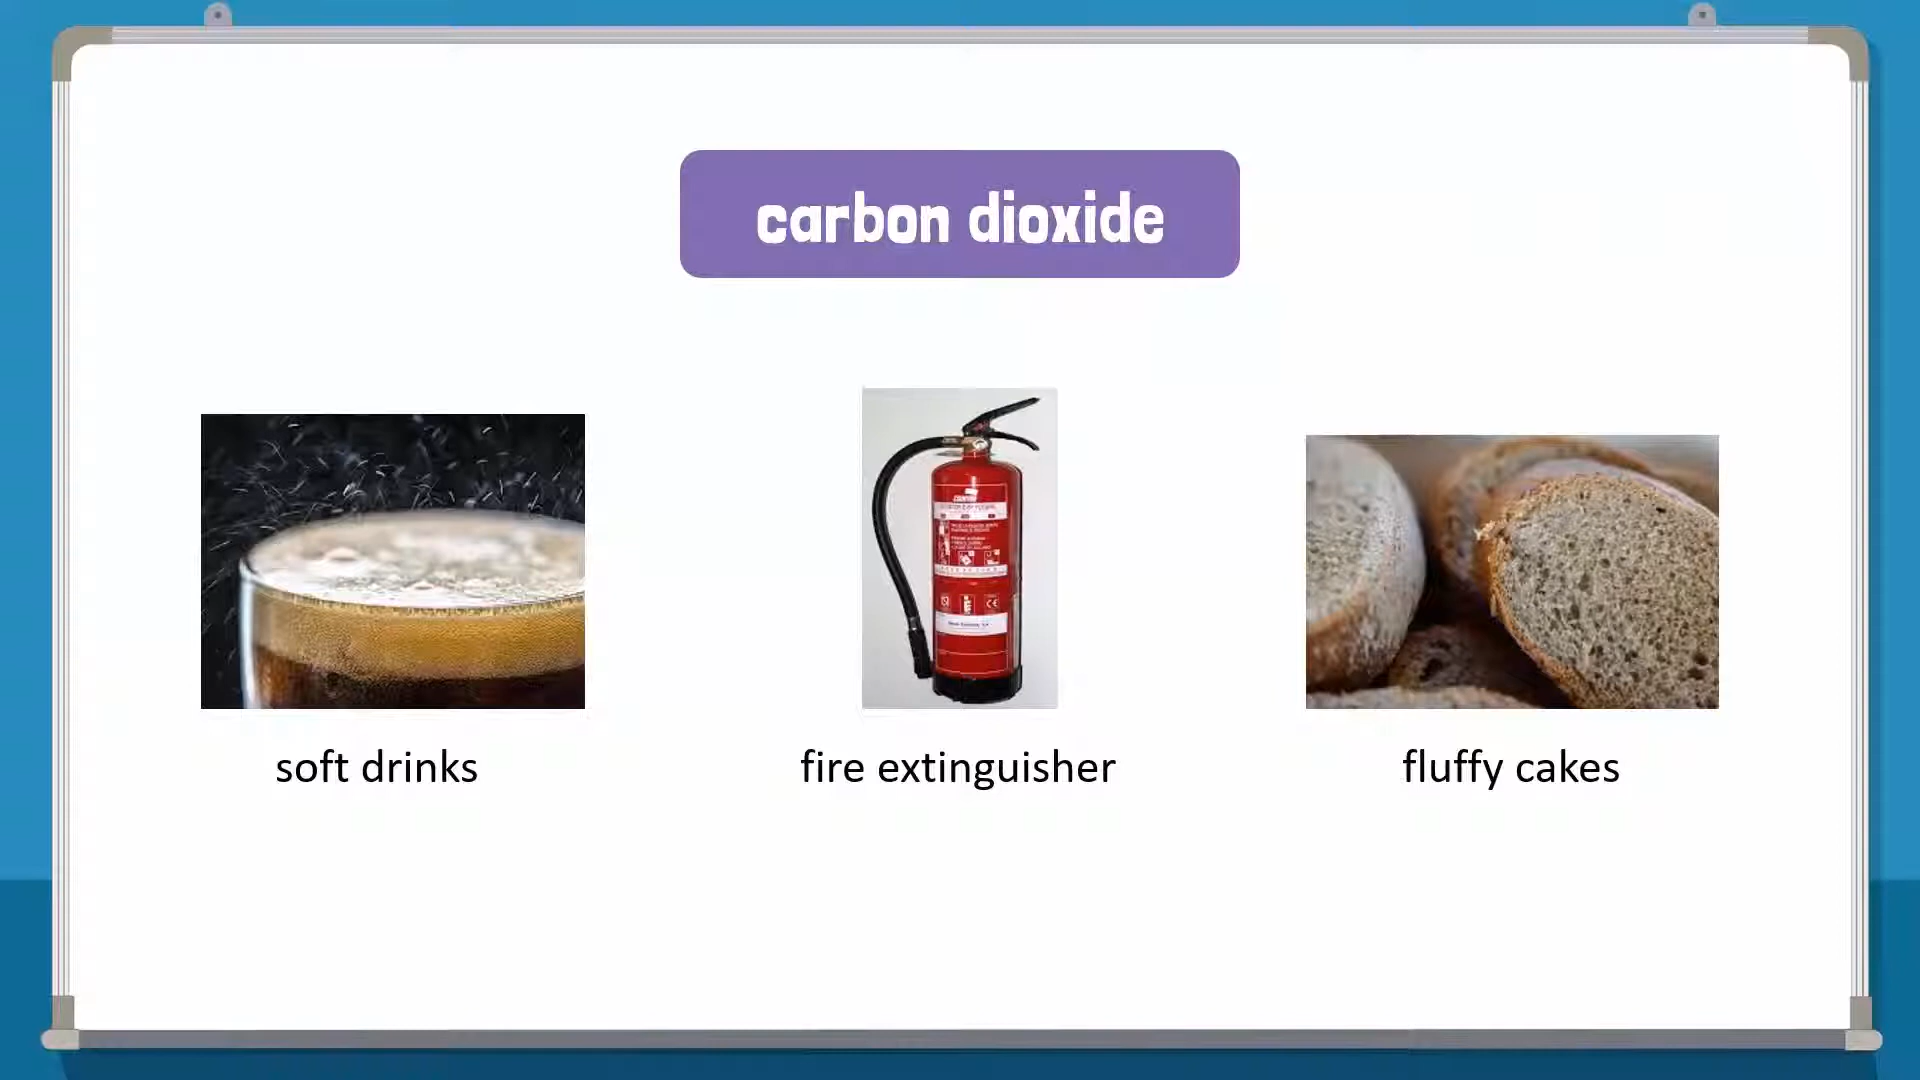 carbon dioxide
soft drinks
fire extinguisher
fluffy cakes